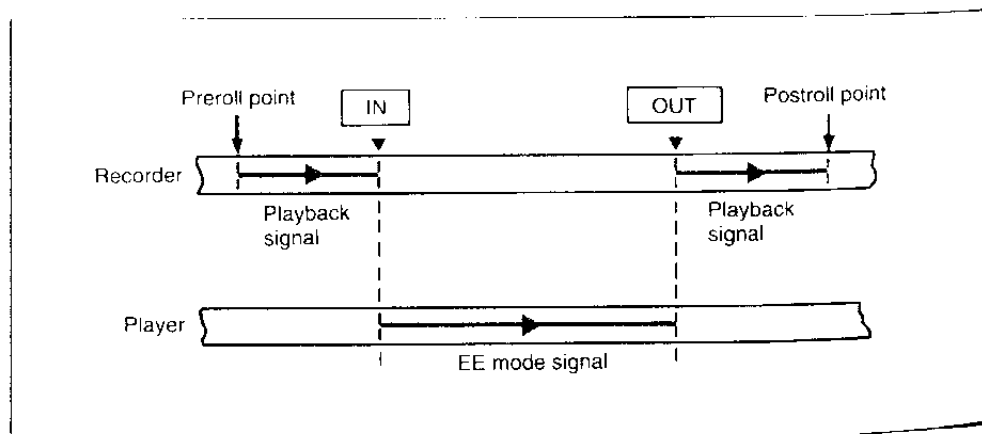 Preroll point
IN
OUT
Postroll point
Recorder
Playback
signal
Playback
signal
Player
EE mode signal